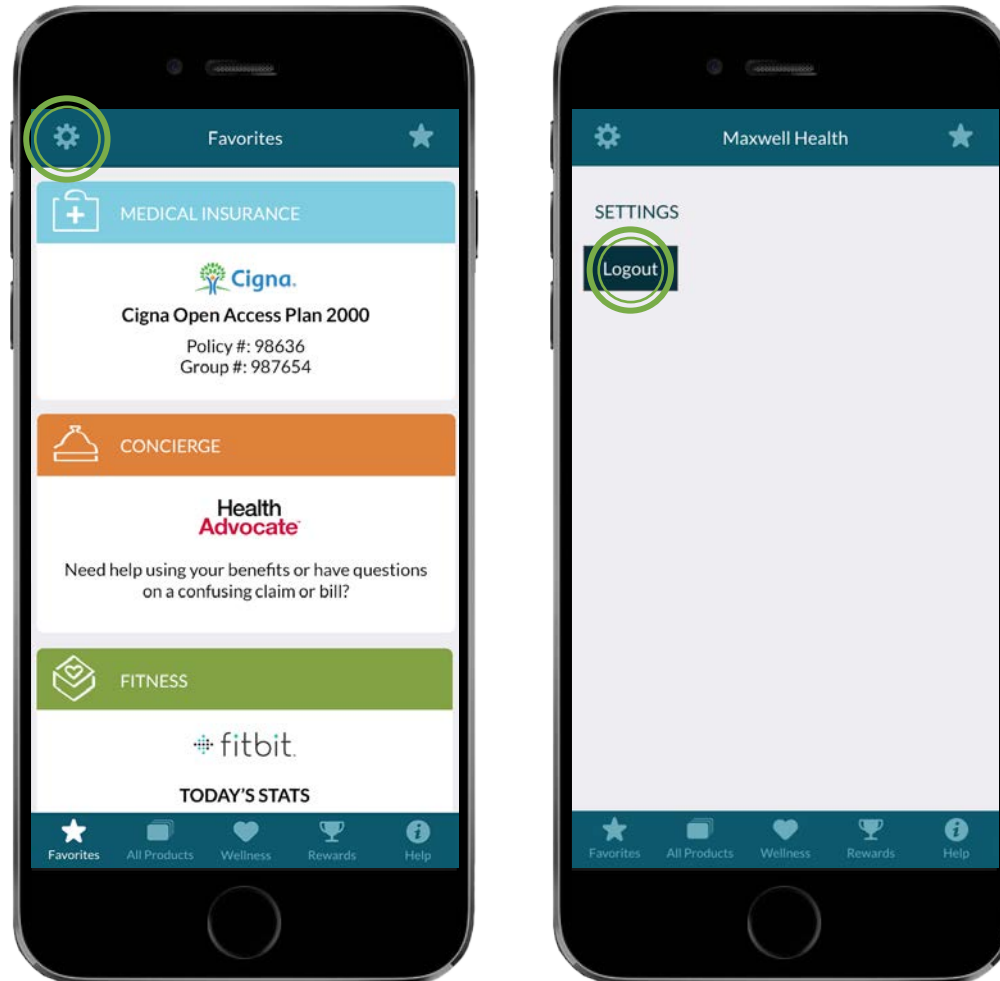 Favorites
MEDICAL INSURANCE
Cigna.
Cigna Open Access Plan 2000
Policy #: 98636
Group #: 987654
CONCIERGE
Health
Advocate
Need help using your benefits or have questions
on a confusing claim or bill?
FITNESS
fitbit.
TODAY'S STATS
Favorites All Products Wellness Rewards Help
Maxwell Health
SETTINGS
Logout
Favorites All Products Wellness Rewards Help